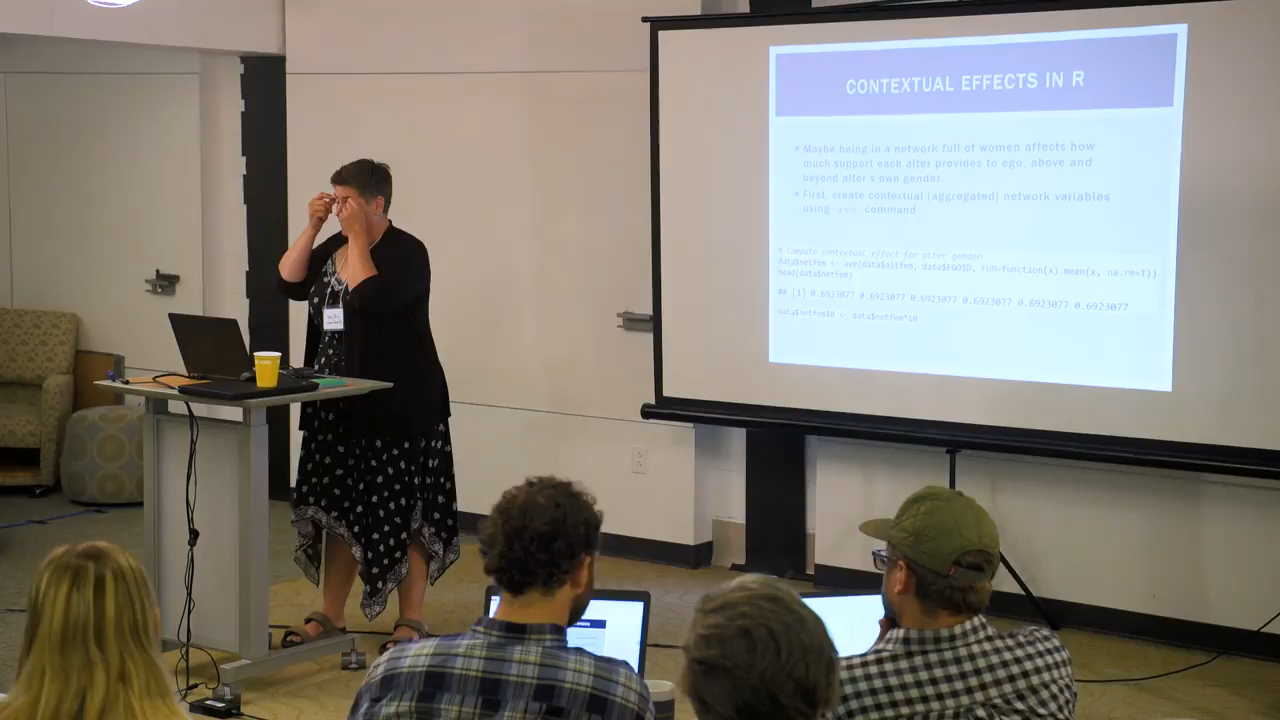 CONTEXTUAL EFFECTS IN R
Maybe being in a network full of women affects how
much support each alter provides to ego, above and
beyond alter s own gender.
First, create contextual (aggregated) network variables
using ave command
# Compute contextual effect for alter gender
data$netfem <- ave(data$altfem, data$EGOID, FUN=function(x) mean(x, na.rm=T))
head(data$netfem)
## [1] 0.6923077 0.6923077 0.6923077 0.6923077 0.6923077 0.6923077
data$netfem10 <- data$netfem*10